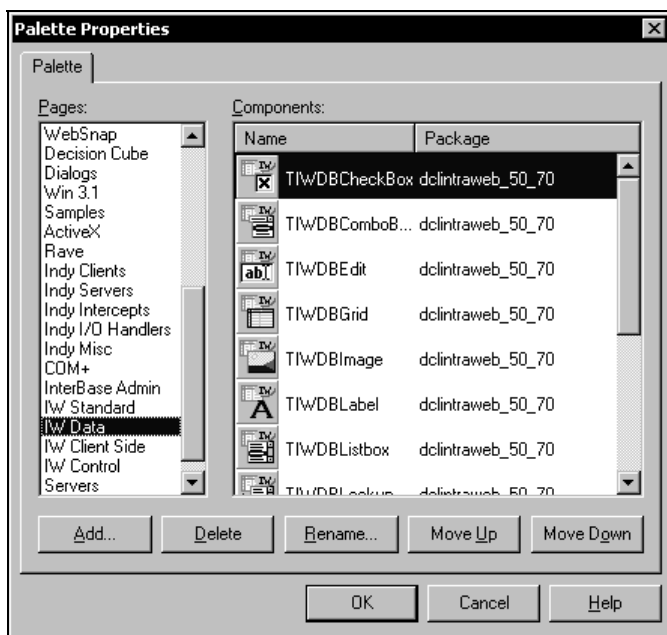 Palette Properties
Palette
Pages:
WebSnap
Decision Cube
Dialogs
Win 3.1
Samples
ActiveX
Rave
Indy Clients
Indy Servers
Indy Intercepts
Indy I/O Handlers
Indy Misc
COM+
InterBase Admin
IW Standard
IW Data
IW Client Side
IW Control
Servers
Components:
Name Package
TIWDBCheckBox dclintraweb_50_70
TIWDBComboB... dclintraweb_50_70
TIWDBEdit dclintraweb_50_70
TIWDBGrid dclintraweb_50_70
TIWDBImage dclintraweb_50_70
TIWDBLabel dclintraweb_50_70
TIWDBListbox dclintraweb_50_70
TIWDBLookup dclintraweb_50_70
Add... Delete Rename... Move Up Move Down
OK Cancel Help